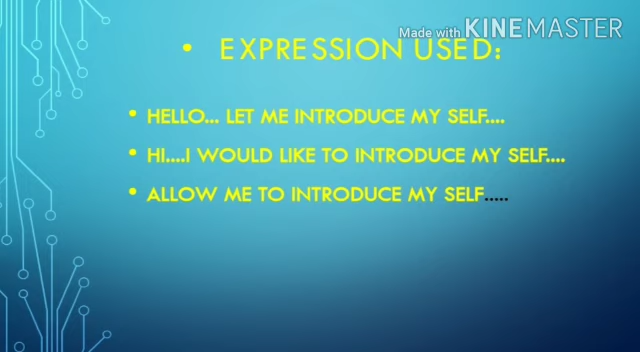 Made with KINEMASTER
• EXPRESSION USED:
• HELLO... LET ME INTRODUCE MY SELF....
• HI....I WOULD LIKE TO INTRODUCE MY SELF....
• ALLOW ME TO INTRODUCE MY SELF.....